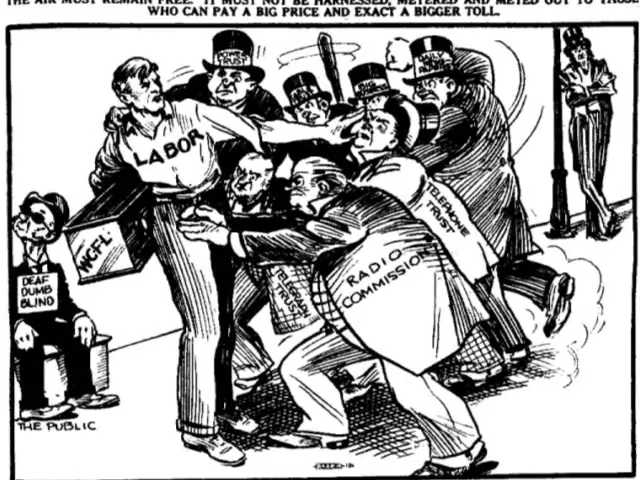 THE AIR MUST REMAIN FREE. IT MUST NOT BE HARNESSED, METERED AND METED OUT TO THOSE
WHO CAN PAY A BIG PRICE AND EXACT A BIGGER TOLL.
POWER
TRUST
LABOR
WCFL
DEAF
DUMB
BLIND
THE PUBLIC
TELEPHONE
TRUST
TELEGRAPH
TRUST
RADIO
COMMISSION